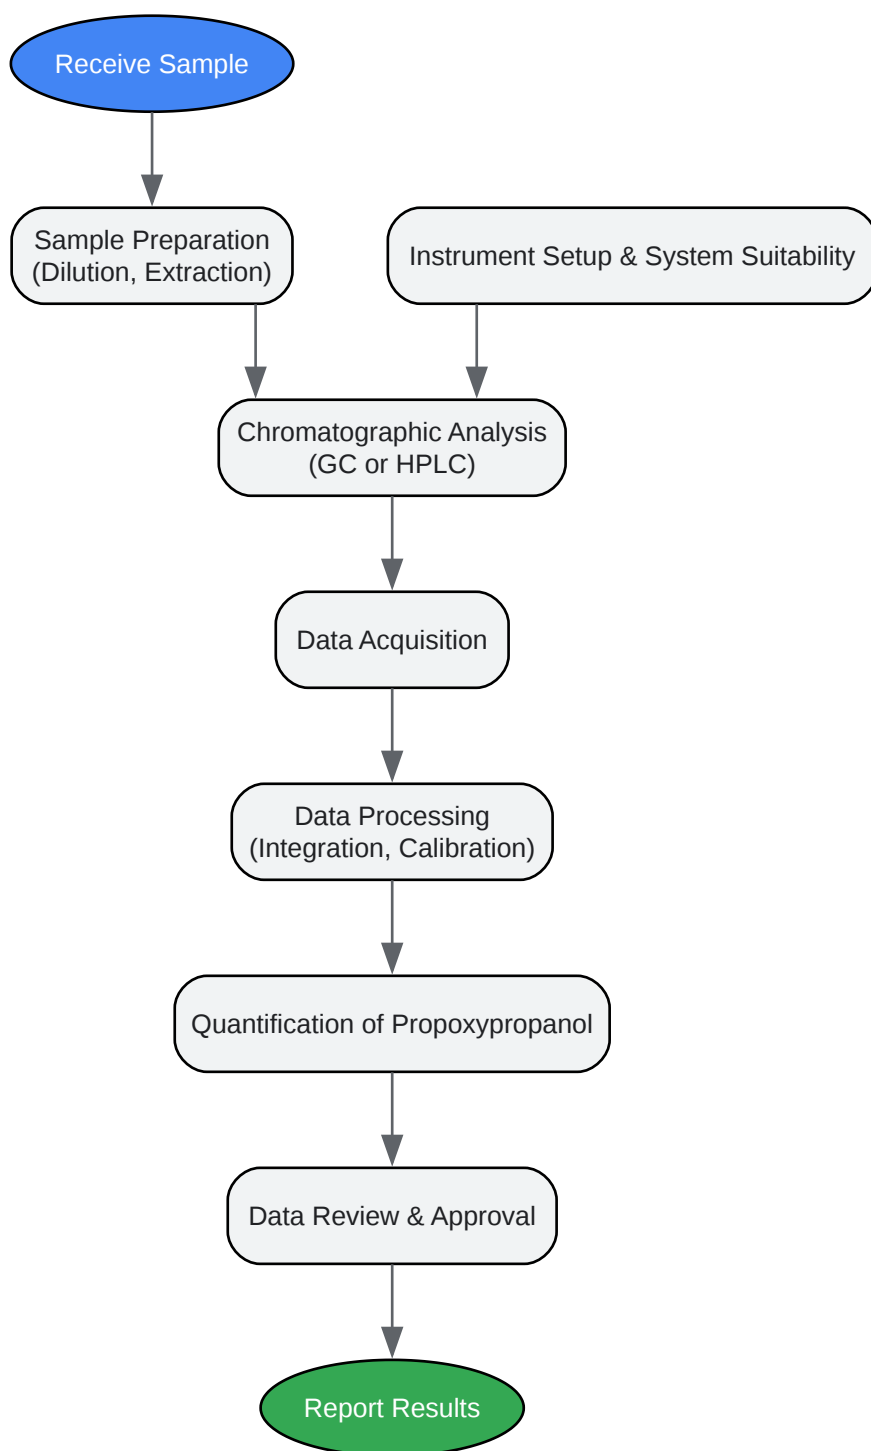 Receive Sample
Sample Preparation
(Dilution, Extraction)
Instrument Setup & System Suitability
Chromatographic Analysis
(GC or HPLC)
Data Acquisition
Data Processing
(Integration, Calibration)
Quantification of Propoxypropanol
Data Review & Approval
Report Results